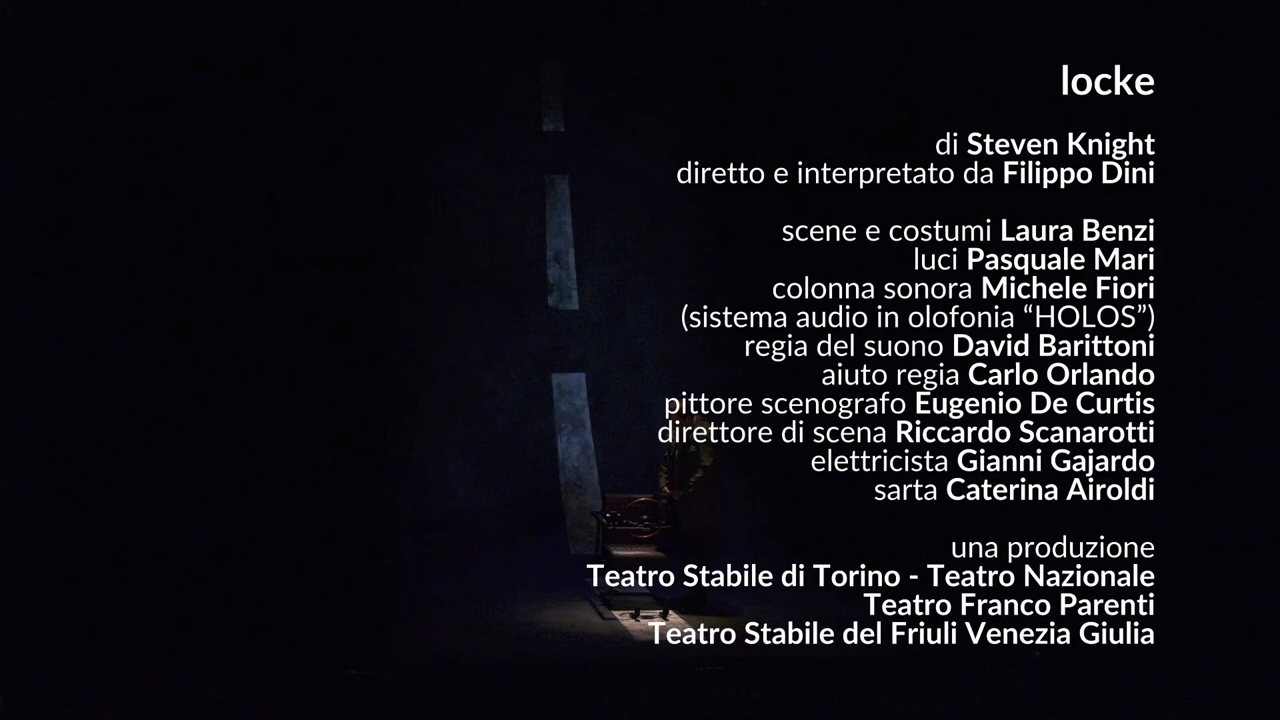 locke
di Steven Knight
diretto e interpretato da Filippo Dini
scene e costumi Laura Benzi
luci Pasquale Mari
colonna sonora Michele Fiori
(sistema audio in olofonia “HOLOS”)
regia del suono David Barittoni
aiuto regia Carlo Orlando
pittore scenografo Eugenio De Curtis
direttore di scena Riccardo Scanarotti
elettricista Gianni Gajardo
sarta Caterina Airoldi
una produzione
Teatro Stabile di Torino - Teatro Nazionale
Teatro Franco Parenti
Teatro Stabile del Friuli Venezia Giulia